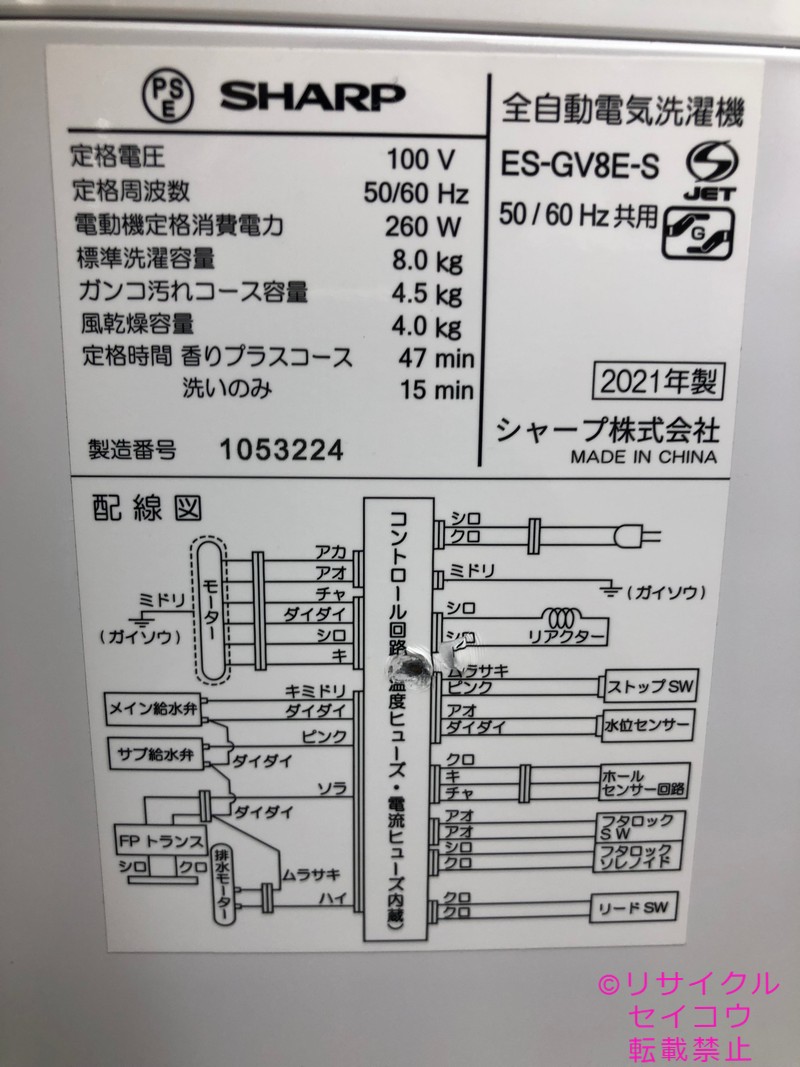 PSE SHARP
定格電圧 100 V
定格周波数 50/60 Hz
電動機定格消費電力 260 W
標準洗濯容量 8.0 kg
ガンコ汚れコース容量 4.5 kg
風乾燥容量 4.0 kg
定格時間 香りプラスコース 47 min
洗いのみ 15 min
製造番号 1053224
全自動電気洗濯機
ES-GV8E-S
S JET
50/60 Hz 共用
G
2021年製
シャープ株式会社
MADE IN CHINA
配線図
モーター
ミドリ
(ガイソウ)
アカ
アオ
チャ
ダイダイ
シロ
キ
メイン給水弁
キミドリ
ダイダイ
サブ給水弁
ピンク
ダイダイ
ソラ
ダイダイ
FPトランス
シロ クロ
排水モーター
ムラサキ
ハイ
コントロール回路
温度ヒューズ・電流ヒューズ内蔵)
シロ
クロ
ミドリ
(ガイソウ)
シロ
シロ
リアクター
ムラサキ
ピンク
ストップSW
アオ
ダイダイ
水位センサー
クロ
キ
チャ
ホール
センサー回路
アオ
アオ
フタロック
SW
シロ
クロ
フタロック
ソレノイド
クロ
クロ
リードSW
©リサイクル
セイコウ
転載禁止